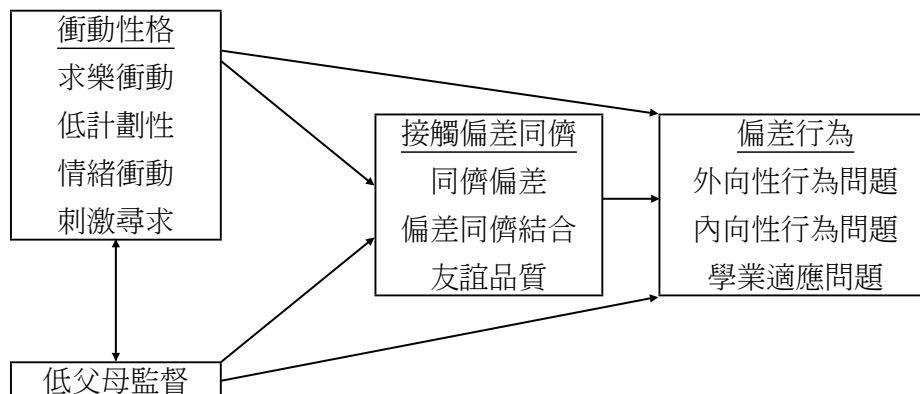 衝動性格
求樂衝動
低計劃性
情緒衝動
刺激尋求
接觸偏差同儕
同儕偏差
偏差同儕結合
友誼品質
偏差行為
外向性行為問題
內向性行為問題
學業適應問題
低父母監督